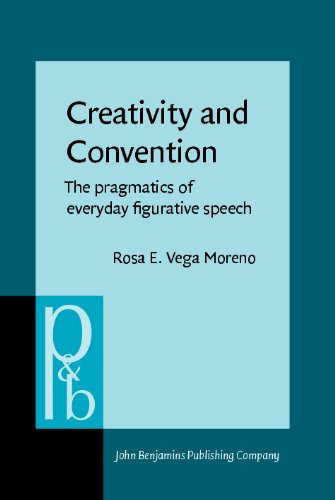 Creativity and
Convention
The pragmatics of
everyday figurative speech
Rosa E. Vega Moreno
p
&
l b
John Benjamins Publishing Company